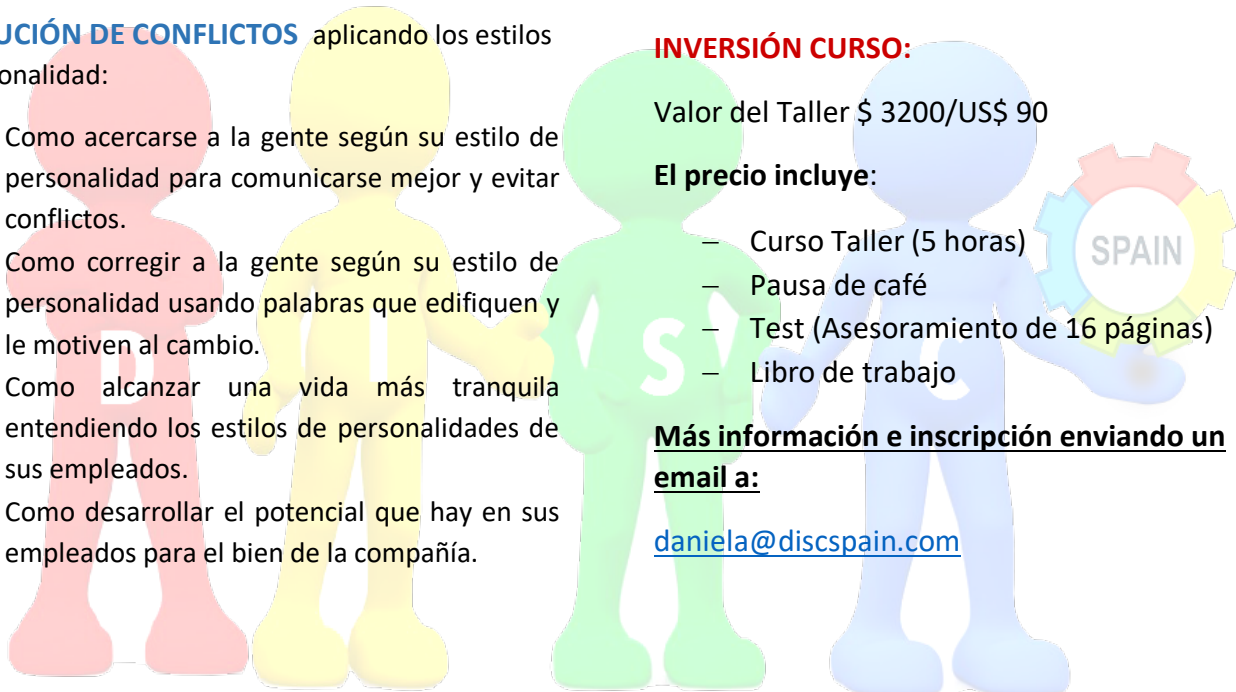 UCIÓN DE CONFLICTOS aplicando los estilos
onalidad:
Como acercarse a la gente según su estilo de
personalidad para comunicarse mejor y evitar
conflictos.
Como corregir a la gente según su estilo de
personalidad usando palabras que edifiquen y
le motiven al cambio.
Como alcanzar una vida más tranquila
entendiendo los estilos de personalidades de
sus empleados.
Como desarrollar el potencial que hay en sus
empleados para el bien de la compañía.
INVERSIÓN CURSO:
Valor del Taller $ 3200/US$ 90
El precio incluye:
– Curso Taller (5 horas)
– Pausa de café
– Test (Asesoramiento de 16 páginas)
– Libro de trabajo
Más información e inscripción enviando un
email a:
daniela@discspain.com
D I S C
SPAIN